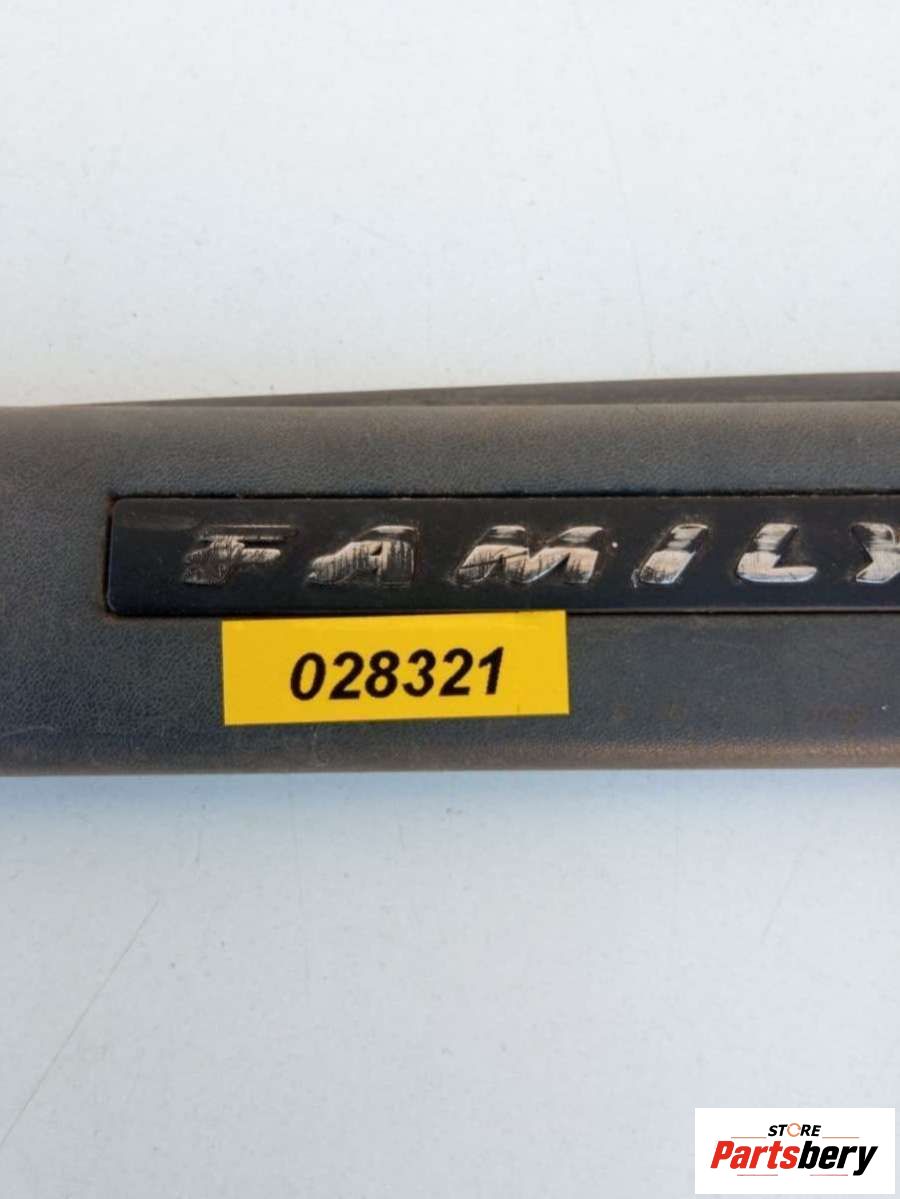 FAMILY
028321
STORE
Partsbery